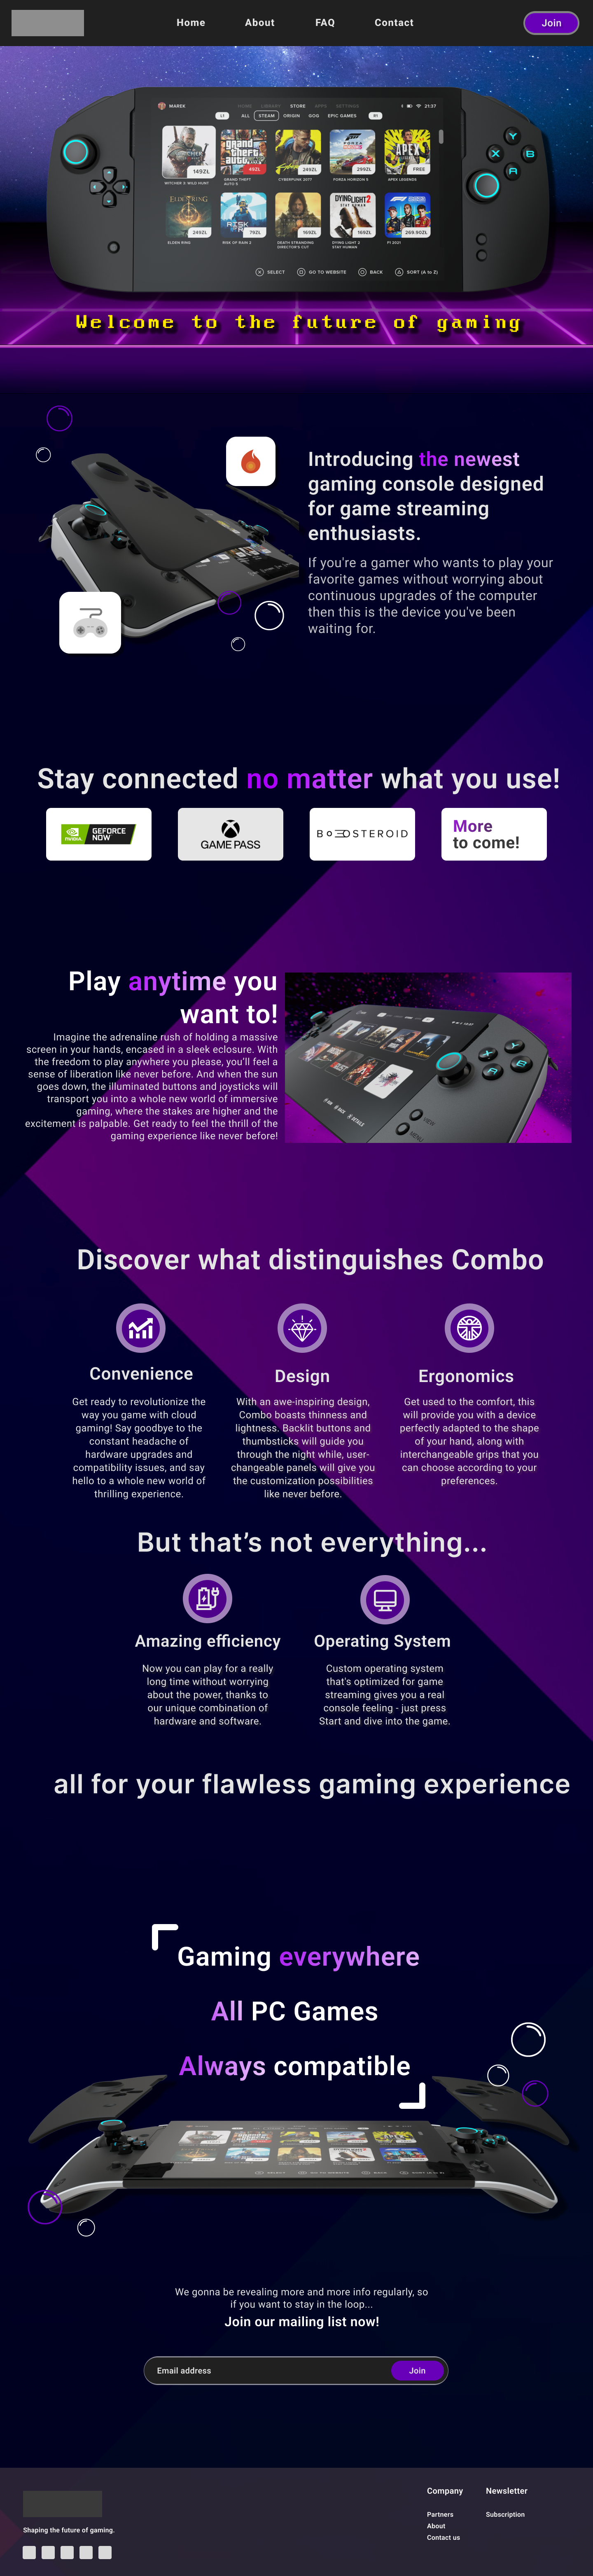 Home About FAQ Contact Join
MAREK HOME LIBRARY STORE APPS SETTINGS 21:37
L1 ALL STEAM ORIGIN GOG EPIC GAMES R1
149ZŁ 45ZŁ 249ZŁ 299ZŁ FREE
WITCHER 3: WILD HUNT GRAND THEFT AUTO 5 CYBERPUNK 2077 FORZA HORIZON 5 APEX LEGENDS
249ZŁ 79ZŁ 169ZŁ 169ZŁ 269.90ZŁ
ELDEN RING RISK OF RAIN 2 DEATH STRANDING DIRECTOR'S CUT DYING LIGHT 2 STAY HUMAN F1 2021
SELECT GO TO WEBSITE BACK SORT (A to Z)
Y
X B
A
Welcome to the future of gaming
Introducing the newest
gaming console designed
for game streaming
enthusiasts.
If you're a gamer who wants to play your
favorite games without worrying about
continuous upgrades of the computer
then this is the device you've been
waiting for.
Stay connected no matter what you use!
NVIDIA GEFORCE NOW
GAME PASS
BOOSTEROID
More
to come!
Play anytime you
want to!
Imagine the adrenaline rush of holding a massive
screen in your hands, encased in a sleek eclosure. With
the freedom to play anywhere you please, you'll feel a
sense of liberation like never before. And when the sun
goes down, the illuminated buttons and joysticks will
transport you into a whole new world of immersive
gaming, where the stakes are higher and the
excitement is palpable. Get ready to feel the thrill of the
gaming experience like never before!
Y
X B
A
VIEW
MENU
Discover what distinguishes Combo
Convenience
Get ready to revolutionize the
way you game with cloud
gaming! Say goodbye to the
constant headache of
hardware upgrades and
compatibility issues, and say
hello to a whole new world of
thrilling experience.
Design
With an awe-inspiring design,
Combo boasts thinness and
lightness. Backlit buttons and
thumbsticks will guide you
through the night while, user-
changeable panels will give you
the customization possibilities
like never before.
Ergonomics
Get used to the comfort, this
will provide you with a device
perfectly adapted to the shape
of your hand, along with
interchangeable grips that you
can choose according to your
preferences.
But that's not everything...
Amazing efficiency
Now you can play for a really
long time without worrying
about the power, thanks to
our unique combination of
hardware and software.
Operating System
Custom operating system
that's optimized for game
streaming gives you a real
console feeling - just press
Start and dive into the game.
all for your flawless gaming experience
Gaming everywhere
All PC Games
Always compatible
We gonna be revealing more and more info regularly, so
if you want to stay in the loop...
Join our mailing list now!
Email address Join
Shaping the future of gaming.
Company
Partners
About
Contact us
Newsletter
Subscription